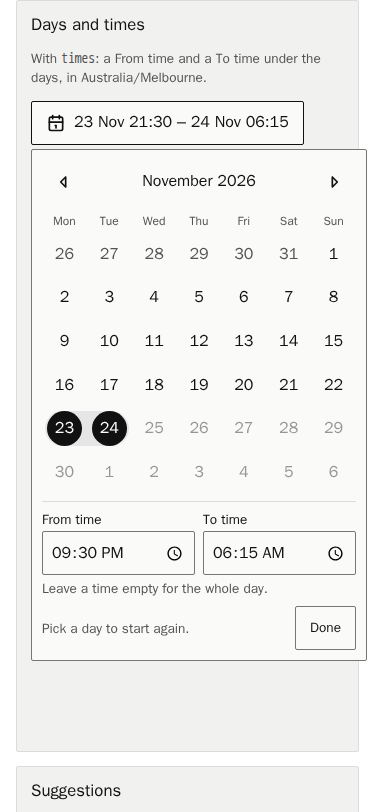 Days and times
With times: a From time and a To time under the
days, in Australia/Melbourne.
23 Nov 21:30 – 24 Nov 06:15
November 2026
Mon Tue Wed Thu Fri Sat Sun
26 27 28 29 30 31 1
2 3 4 5 6 7 8
9 10 11 12 13 14 15
16 17 18 19 20 21 22
23 24 25 26 27 28 29
30 1 2 3 4 5 6
From time To time
09:30 PM 06:15 AM
Leave a time empty for the whole day.
Pick a day to start again. Done
Suggestions